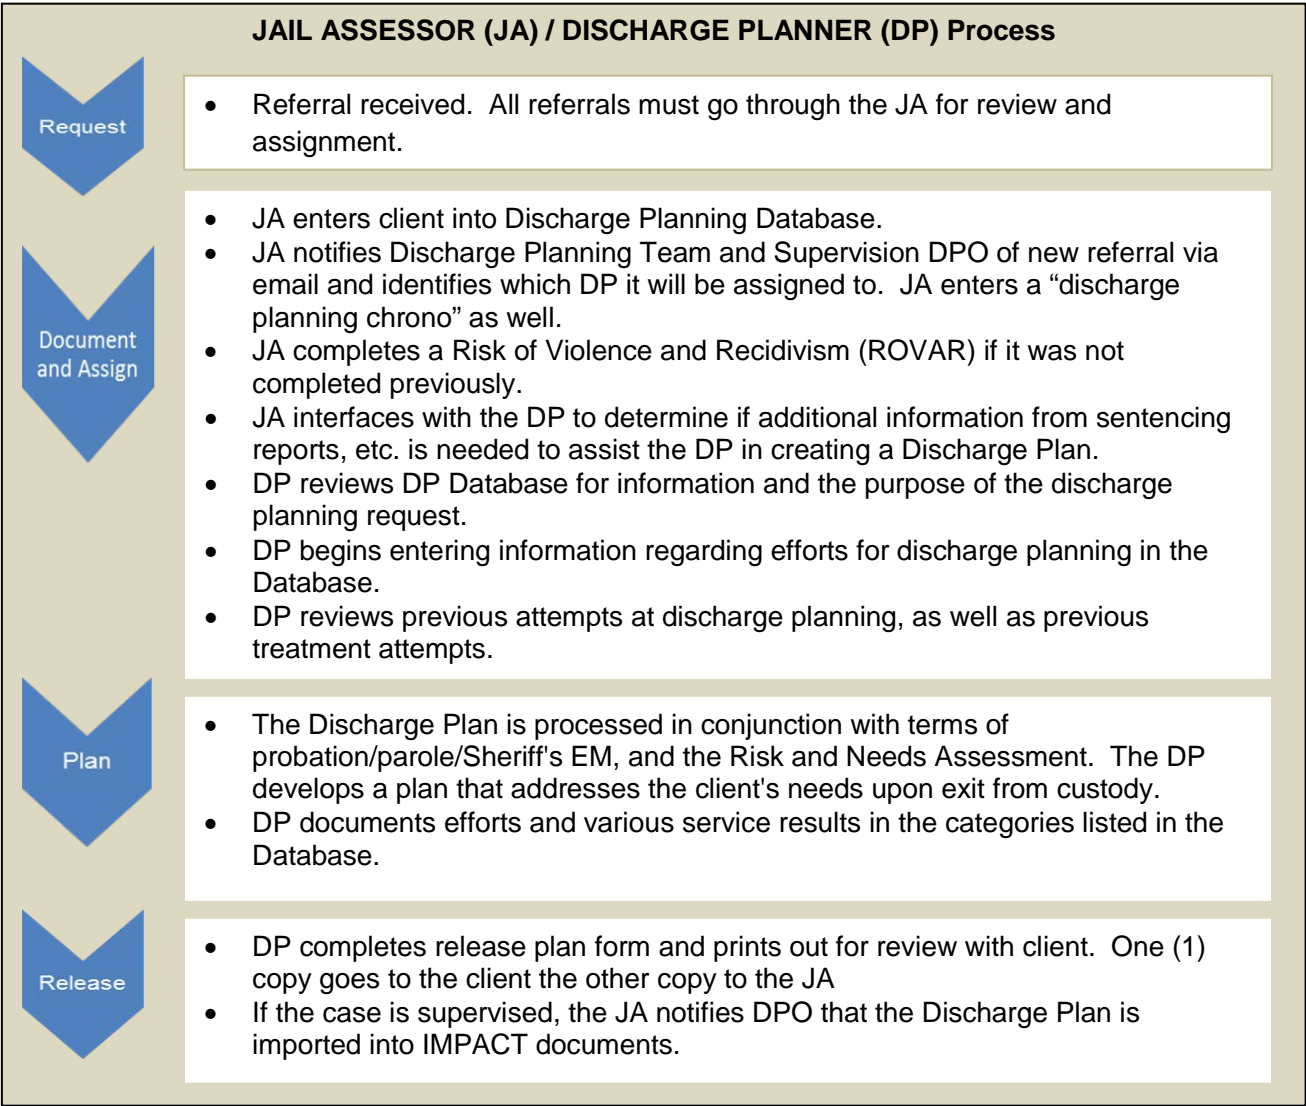 JAIL ASSESSOR (JA) / DISCHARGE PLANNER (DP) Process
Request
• Referral received. All referrals must go through the JA for review and
assignment.
Document
and Assign
• JA enters client into Discharge Planning Database.
• JA notifies Discharge Planning Team and Supervision DPO of new referral via
email and identifies which DP it will be assigned to. JA enters a “discharge
planning chrono” as well.
• JA completes a Risk of Violence and Recidivism (ROVAR) if it was not
completed previously.
• JA interfaces with the DP to determine if additional information from sentencing
reports, etc. is needed to assist the DP in creating a Discharge Plan.
• DP reviews DP Database for information and the purpose of the discharge
planning request.
• DP begins entering information regarding efforts for discharge planning in the
Database.
• DP reviews previous attempts at discharge planning, as well as previous
treatment attempts.
Plan
• The Discharge Plan is processed in conjunction with terms of
probation/parole/Sheriff's EM, and the Risk and Needs Assessment. The DP
develops a plan that addresses the client's needs upon exit from custody.
• DP documents efforts and various service results in the categories listed in the
Database.
Release
• DP completes release plan form and prints out for review with client. One (1)
copy goes to the client the other copy to the JA
• If the case is supervised, the JA notifies DPO that the Discharge Plan is
imported into IMPACT documents.